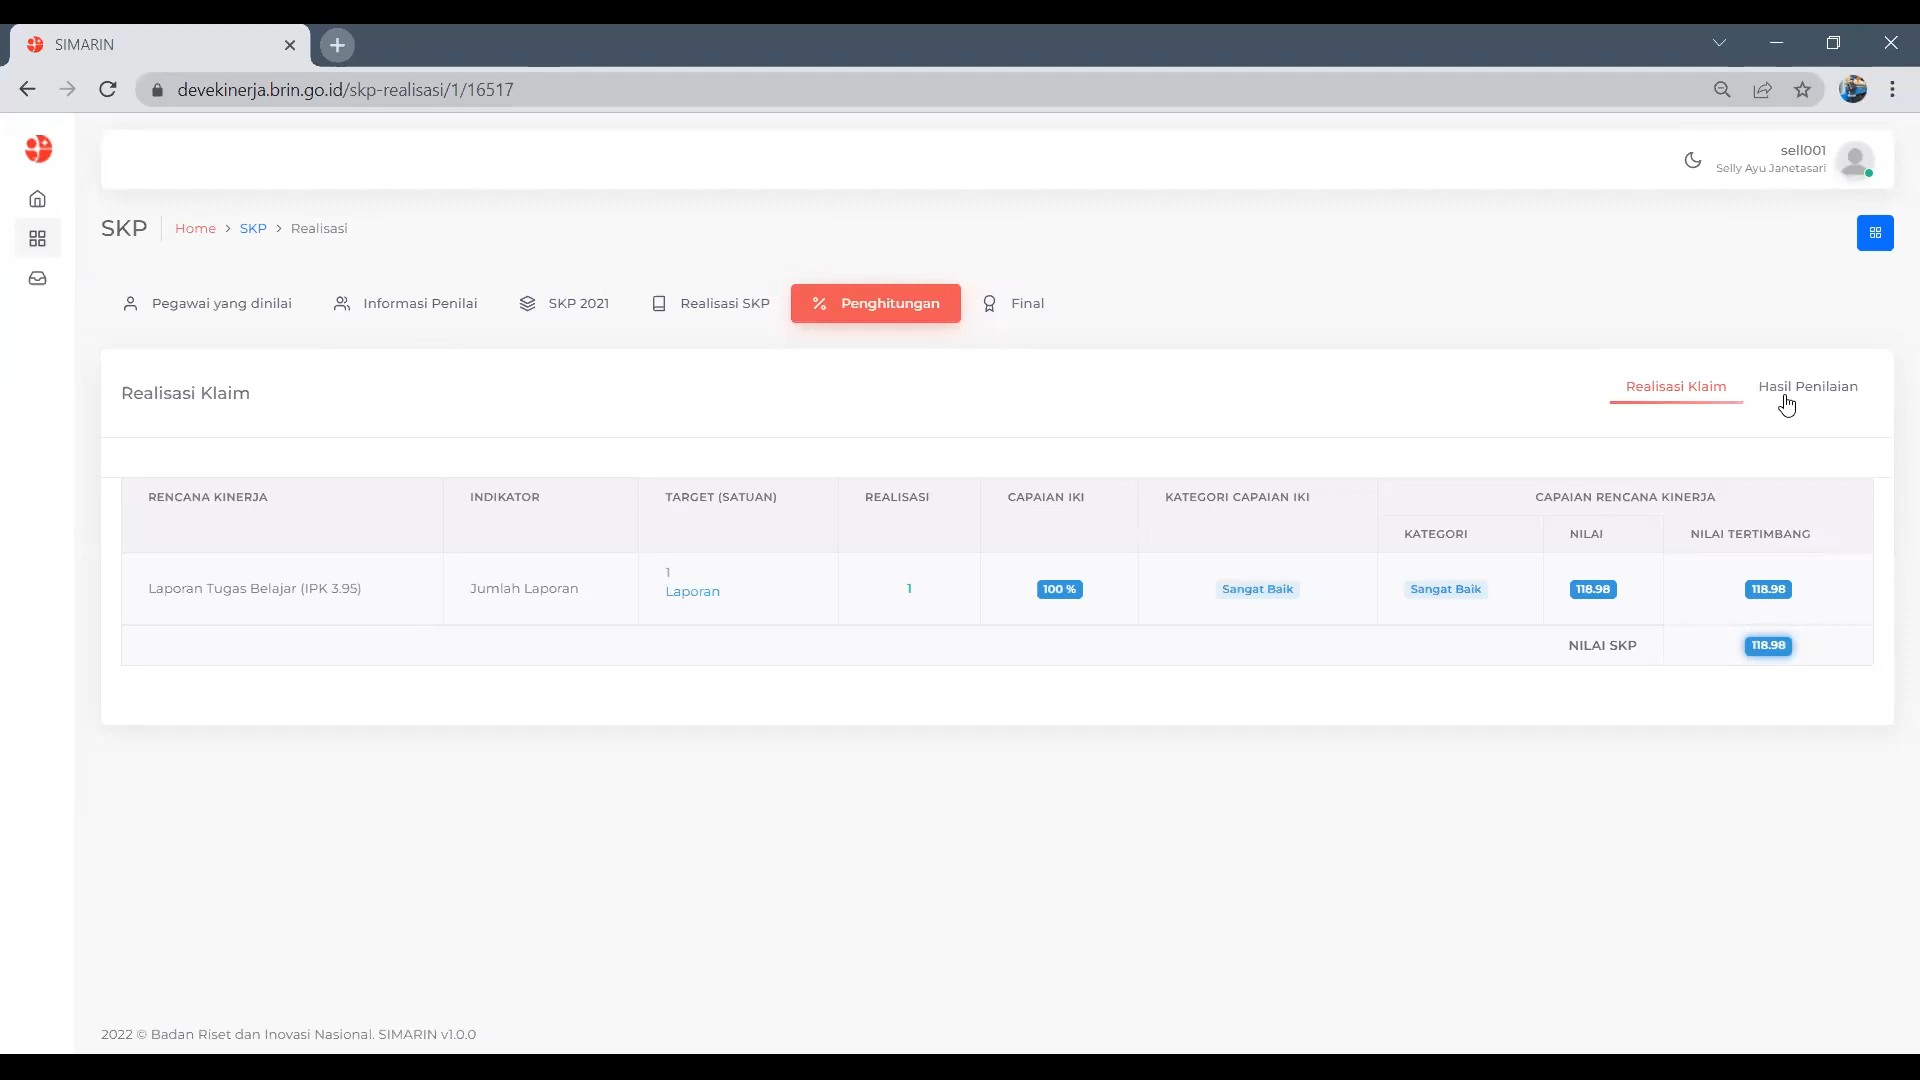 SIMARIN
devekinerja.brin.go.id/skp-realisasi/1/16517
sell001
Selly Ayu Janetasari
SKP
Home > SKP > Realisasi
Pegawai yang dinilai
Informasi Penilai
SKP 2021
Realisasi SKP
Penghitungan
Final
Realisasi Klaim
Realisasi Klaim
Hasil Penilaian
RENCANA KINERJA
INDIKATOR
TARGET (SATUAN)
REALISASI
CAPAIAN IKI
KATEGORI CAPAIAN IKI
CAPAIAN RENCANA KINERJA
KATEGORI
NILAI
NILAI TERTIMBANG
Laporan Tugas Belajar (IPK 3.95)
Jumlah Laporan
1
Laporan
1
100 %
Sangat Baik
Sangat Baik
118.98
118.98
NILAI SKP
118.98
2022 © Badan Riset dan Inovasi Nasional. SIMARIN v1.0.0